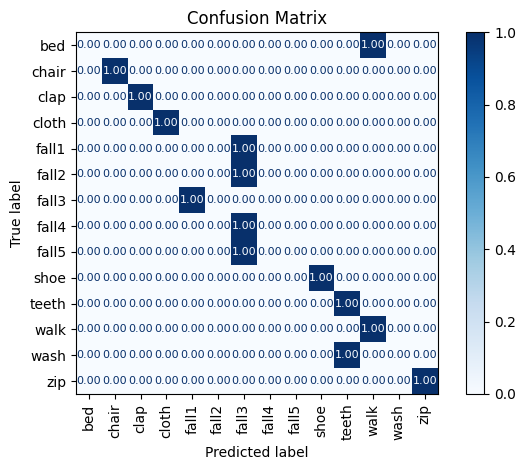 Confusion Matrix
bed 0.00 0.00 0.00 0.00 0.00 0.00 0.00 0.00 0.00 0.00 0.00 1.00 0.00 0.00
chair 0.00 1.00 0.00 0.00 0.00 0.00 0.00 0.00 0.00 0.00 0.00 0.00 0.00 0.00
clap 0.00 0.00 1.00 0.00 0.00 0.00 0.00 0.00 0.00 0.00 0.00 0.00 0.00 0.00
cloth 0.00 0.00 0.00 1.00 0.00 0.00 0.00 0.00 0.00 0.00 0.00 0.00 0.00 0.00
fall1 0.00 0.00 0.00 0.00 0.00 0.00 1.00 0.00 0.00 0.00 0.00 0.00 0.00 0.00
fall2 0.00 0.00 0.00 0.00 0.00 0.00 1.00 0.00 0.00 0.00 0.00 0.00 0.00 0.00
fall3 0.00 0.00 0.00 0.00 1.00 0.00 0.00 0.00 0.00 0.00 0.00 0.00 0.00 0.00
fall4 0.00 0.00 0.00 0.00 0.00 0.00 1.00 0.00 0.00 0.00 0.00 0.00 0.00 0.00
fall5 0.00 0.00 0.00 0.00 0.00 0.00 1.00 0.00 0.00 0.00 0.00 0.00 0.00 0.00
shoe 0.00 0.00 0.00 0.00 0.00 0.00 0.00 0.00 0.00 1.00 0.00 0.00 0.00 0.00
teeth 0.00 0.00 0.00 0.00 0.00 0.00 0.00 0.00 0.00 0.00 1.00 0.00 0.00 0.00
walk 0.00 0.00 0.00 0.00 0.00 0.00 0.00 0.00 0.00 0.00 0.00 1.00 0.00 0.00
wash 0.00 0.00 0.00 0.00 0.00 0.00 0.00 0.00 0.00 0.00 1.00 0.00 0.00 0.00
zip 0.00 0.00 0.00 0.00 0.00 0.00 0.00 0.00 0.00 0.00 0.00 0.00 0.00 1.00
True label
bed chair clap cloth fall1 fall2 fall3 fall4 fall5 shoe teeth walk wash zip
Predicted label
1.0
0.8
0.6
0.4
0.2
0.0